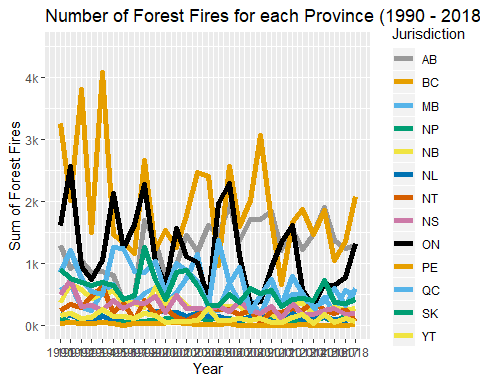 Number of Forest Fires for each Province (1990 - 2018
Jurisdiction
AB
BC
MB
NP
NB
NL
NT
NS
ON
PE
QC
SK
YT
Sum of Forest Fires
4k
3k
2k
1k
0k
Year